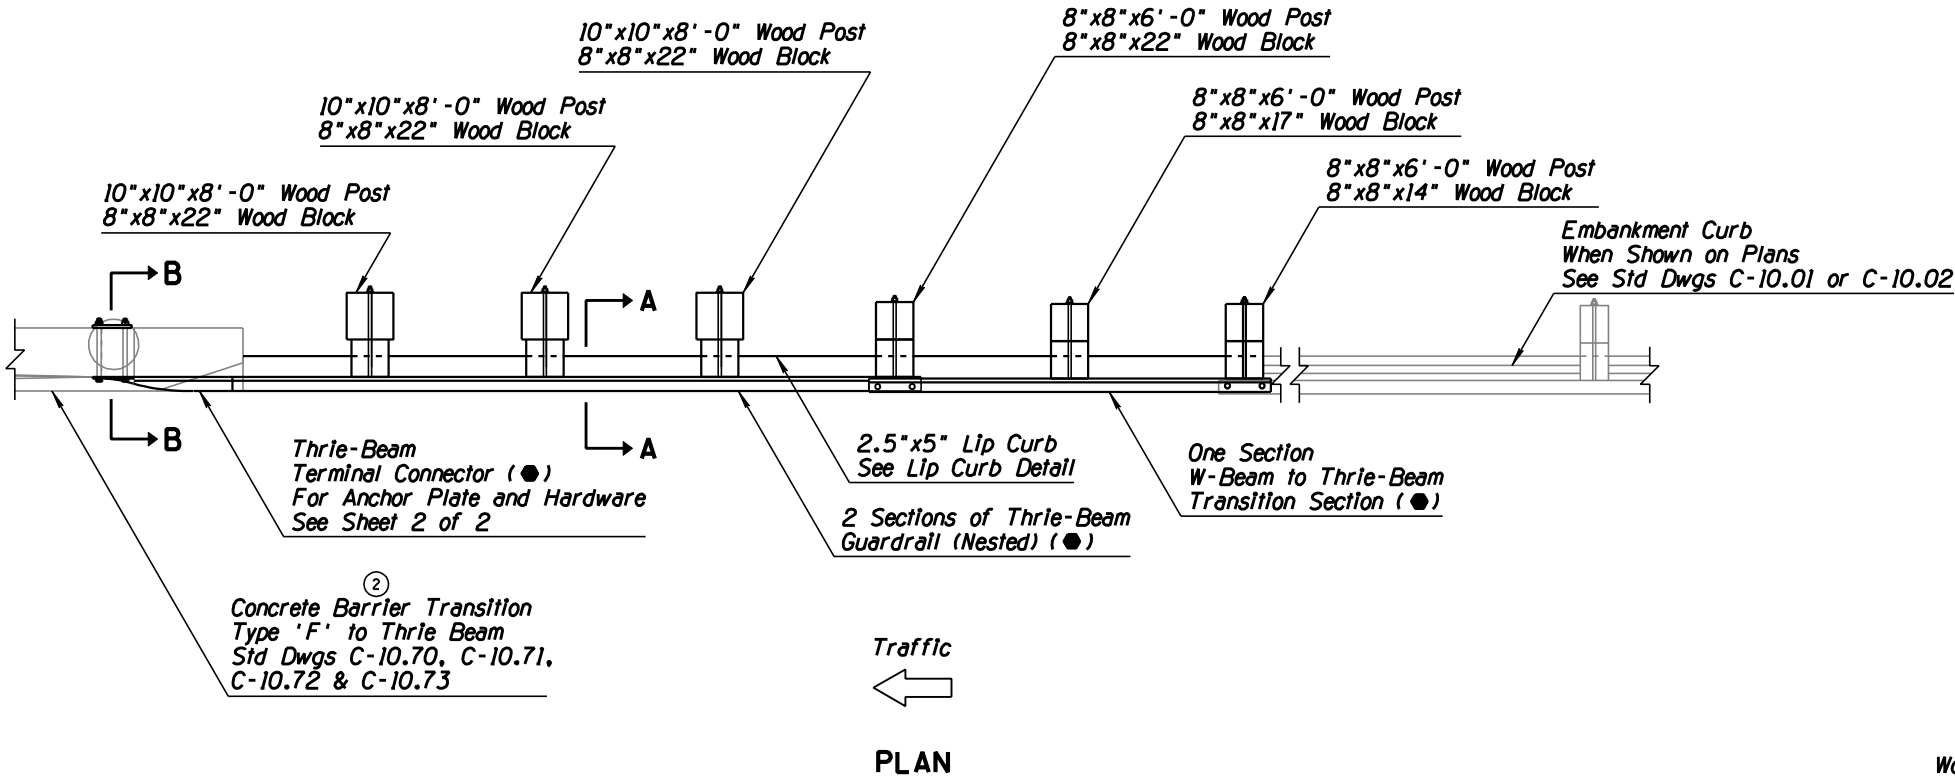 10"x10"x8'-0" Wood Post
8"x8"x22" Wood Block
8"x8"x6'-0" Wood Post
8"x8"x22" Wood Block
10"x10"x8'-0" Wood Post
8"x8"x22" Wood Block
8"x8"x6'-0" Wood Post
8"x8"x17" Wood Block
10"x10"x8'-0" Wood Post
8"x8"x22" Wood Block
8"x8"x6'-0" Wood Post
8"x8"x14" Wood Block
Embankment Curb
When Shown on Plans
See Std Dwgs C-10.01 or C-10.02
B
A
B
A
Thrie-Beam
Terminal Connector (⬣)
For Anchor Plate and Hardware
See Sheet 2 of 2
2.5"x5" Lip Curb
See Lip Curb Detail
One Section
W-Beam to Thrie-Beam
Transition Section (⬣)
2 Sections of Thrie-Beam
Guardrail (Nested) (⬣)
2
Concrete Barrier Transition
Type 'F' to Thrie Beam
Std Dwgs C-10.70, C-10.71,
C-10.72 & C-10.73
Traffic
PLAN